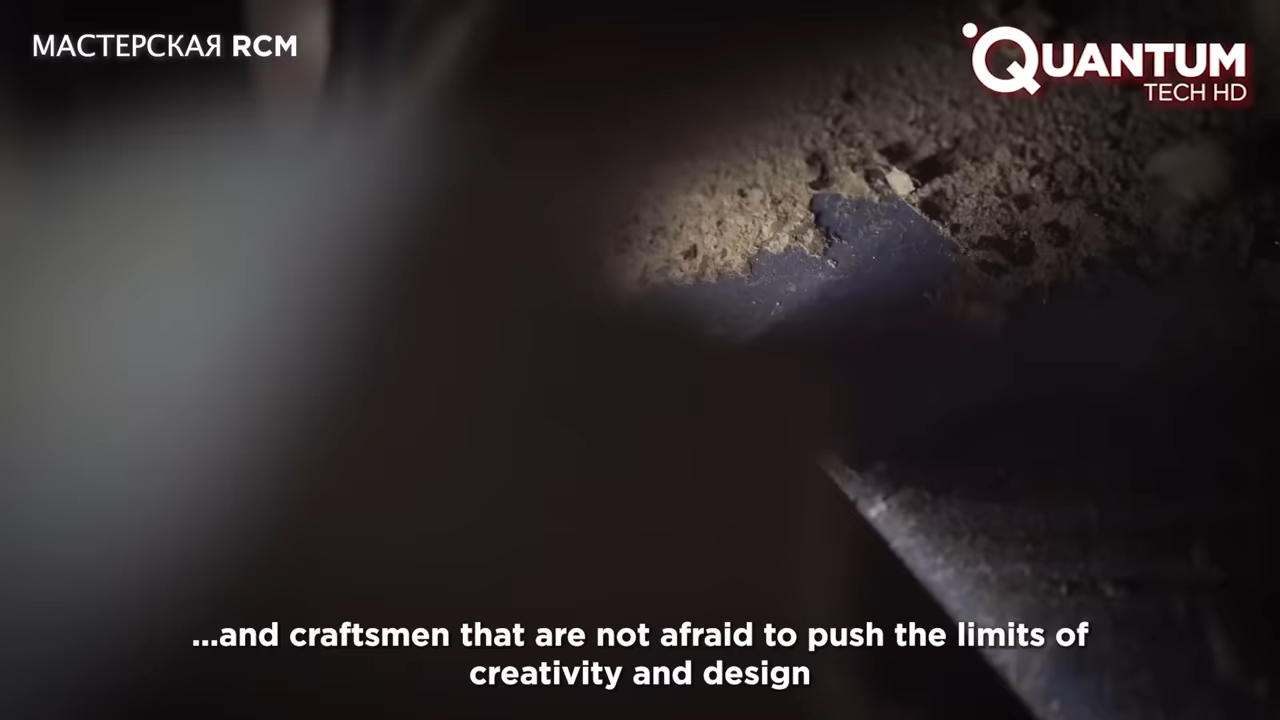 МАСТЕРСКАЯ RCM
QUANTUM
TECH HD
...and craftsmen that are not afraid to push the limits of
creativity and design